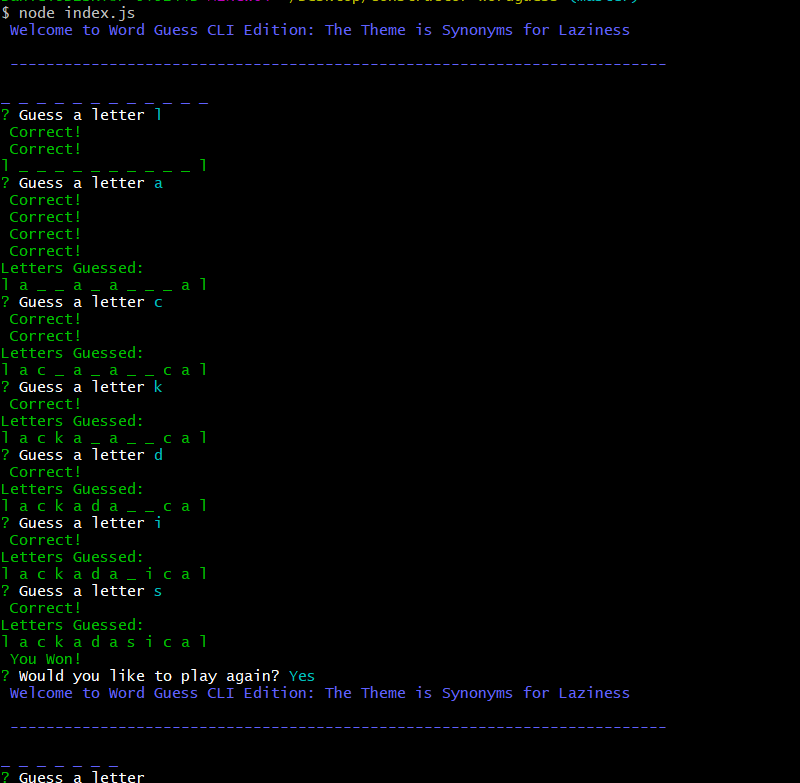 $ node index.js
Welcome to Word Guess CLI Edition: The Theme is Synonyms for Laziness
-------------------------------------------------------------------------
_ _ _ _ _ _ _ _ _ _ _ _
? Guess a letter l
Correct!
Correct!
l _ _ _ _ _ _ _ _ _ _ l
? Guess a letter a
Correct!
Correct!
Correct!
Correct!
Letters Guessed:
l a _ _ a _ a _ _ _ a l
? Guess a letter c
Correct!
Correct!
Letters Guessed:
l a c _ a _ a _ _ c a l
? Guess a letter k
Correct!
Letters Guessed:
l a c k a _ a _ _ c a l
? Guess a letter d
Correct!
Letters Guessed:
l a c k a d a _ _ c a l
? Guess a letter i
Correct!
Letters Guessed:
l a c k a d a _ i c a l
? Guess a letter s
Correct!
Letters Guessed:
l a c k a d a s i c a l
You Won!
? Would you like to play again? Yes
Welcome to Word Guess CLI Edition: The Theme is Synonyms for Laziness
-------------------------------------------------------------------------
_ _ _ _ _ _ _
? Guess a letter